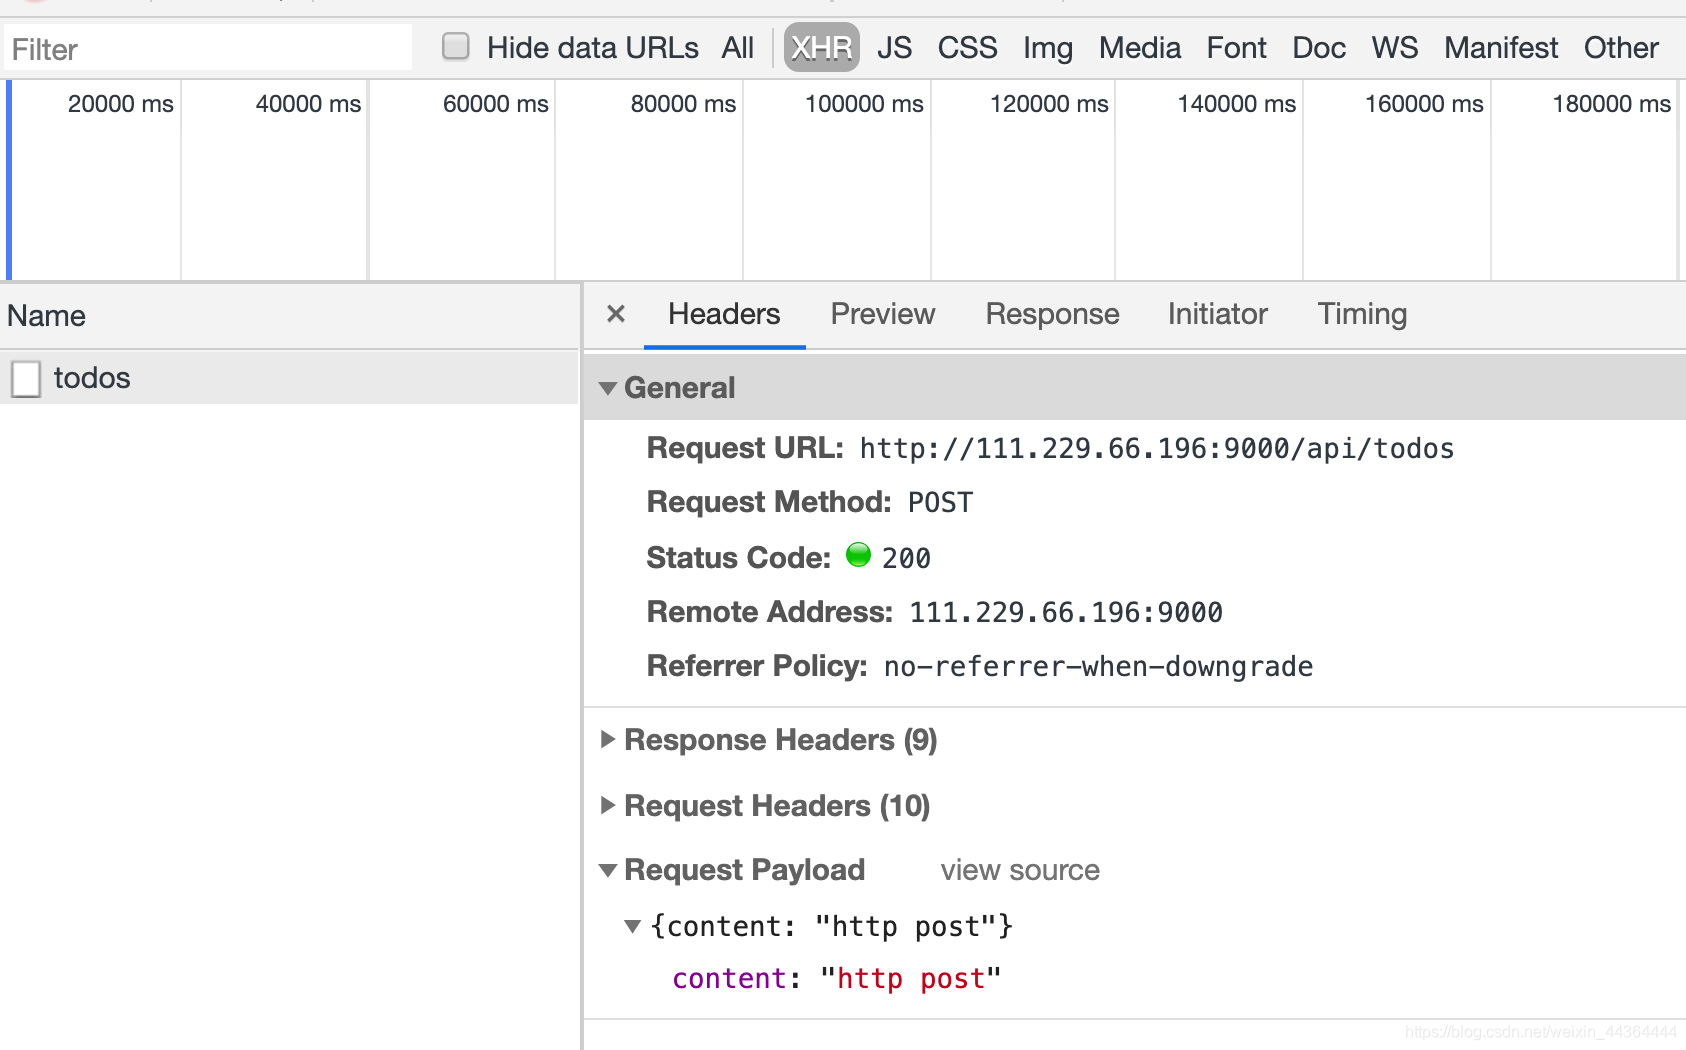 Filter Hide data URLs All XHR JS CSS Img Media Font Doc WS Manifest Other
20000 ms 40000 ms 60000 ms 80000 ms 100000 ms 120000 ms 140000 ms 160000 ms 180000 ms
Name
todos
× Headers Preview Response Initiator Timing
General
Request URL: http://111.229.66.196:9000/api/todos
Request Method: POST
Status Code: 200
Remote Address: 111.229.66.196:9000
Referrer Policy: no-referrer-when-downgrade
Response Headers (9)
Request Headers (10)
Request Payload view source
{content: "http post"}
content: "http post"
https://blog.csdn.net/weixin_44364444